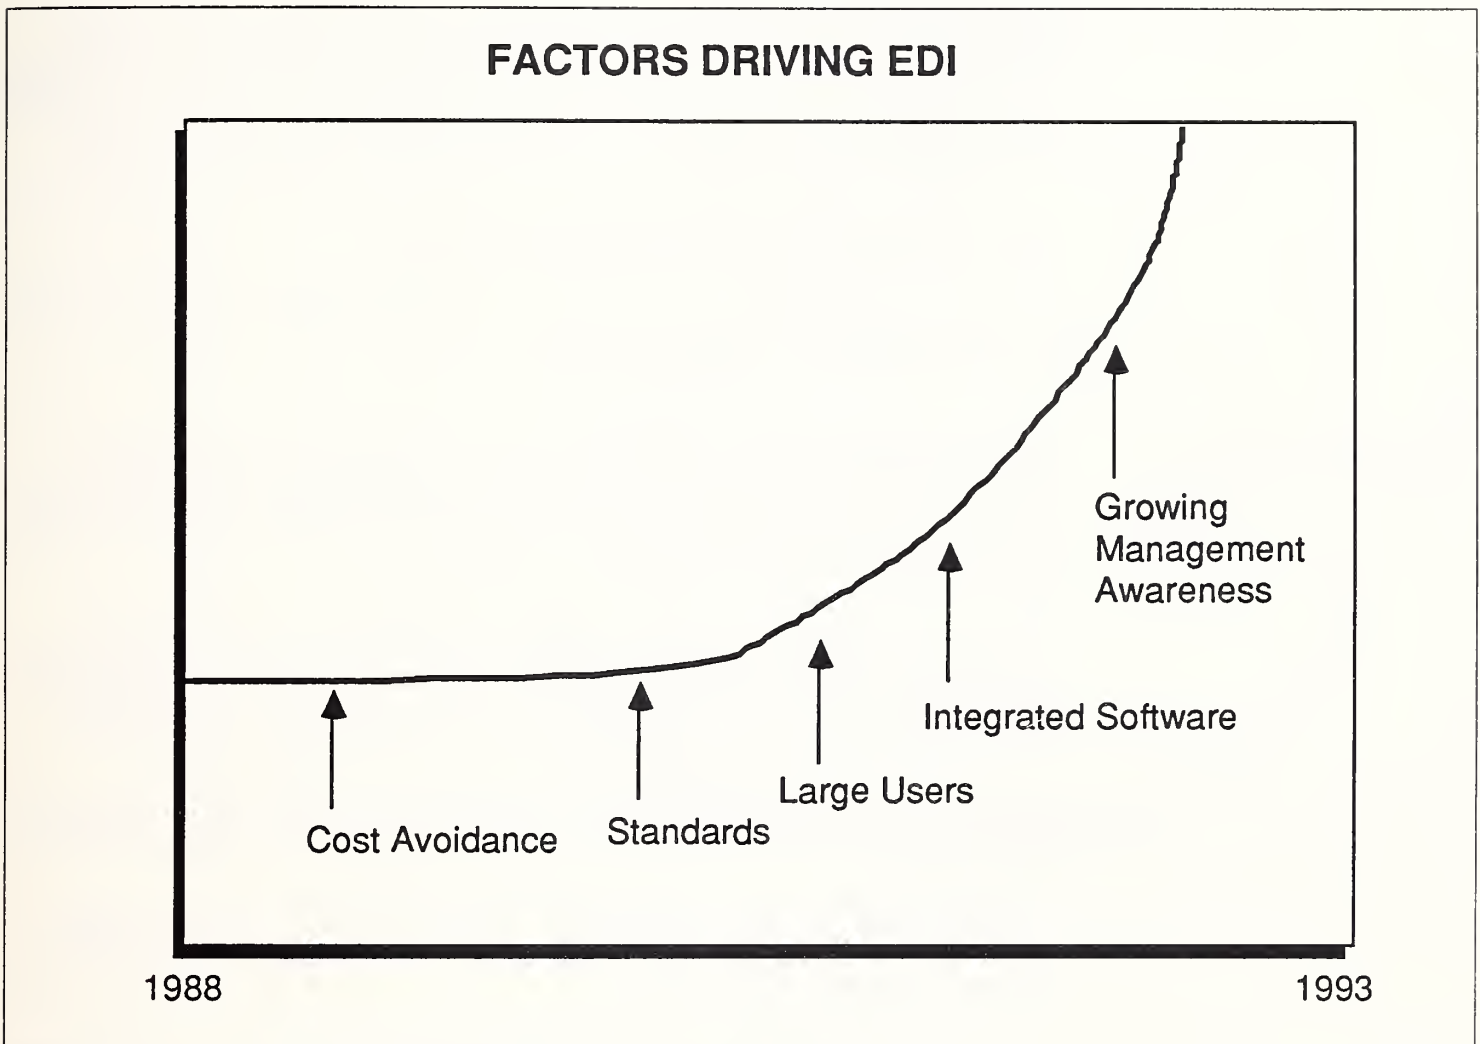 FACTORS DRIVING EDI
Growing
Management
Awareness
Integrated Software
Large Users
Standards
Cost Avoidance
1988
1993